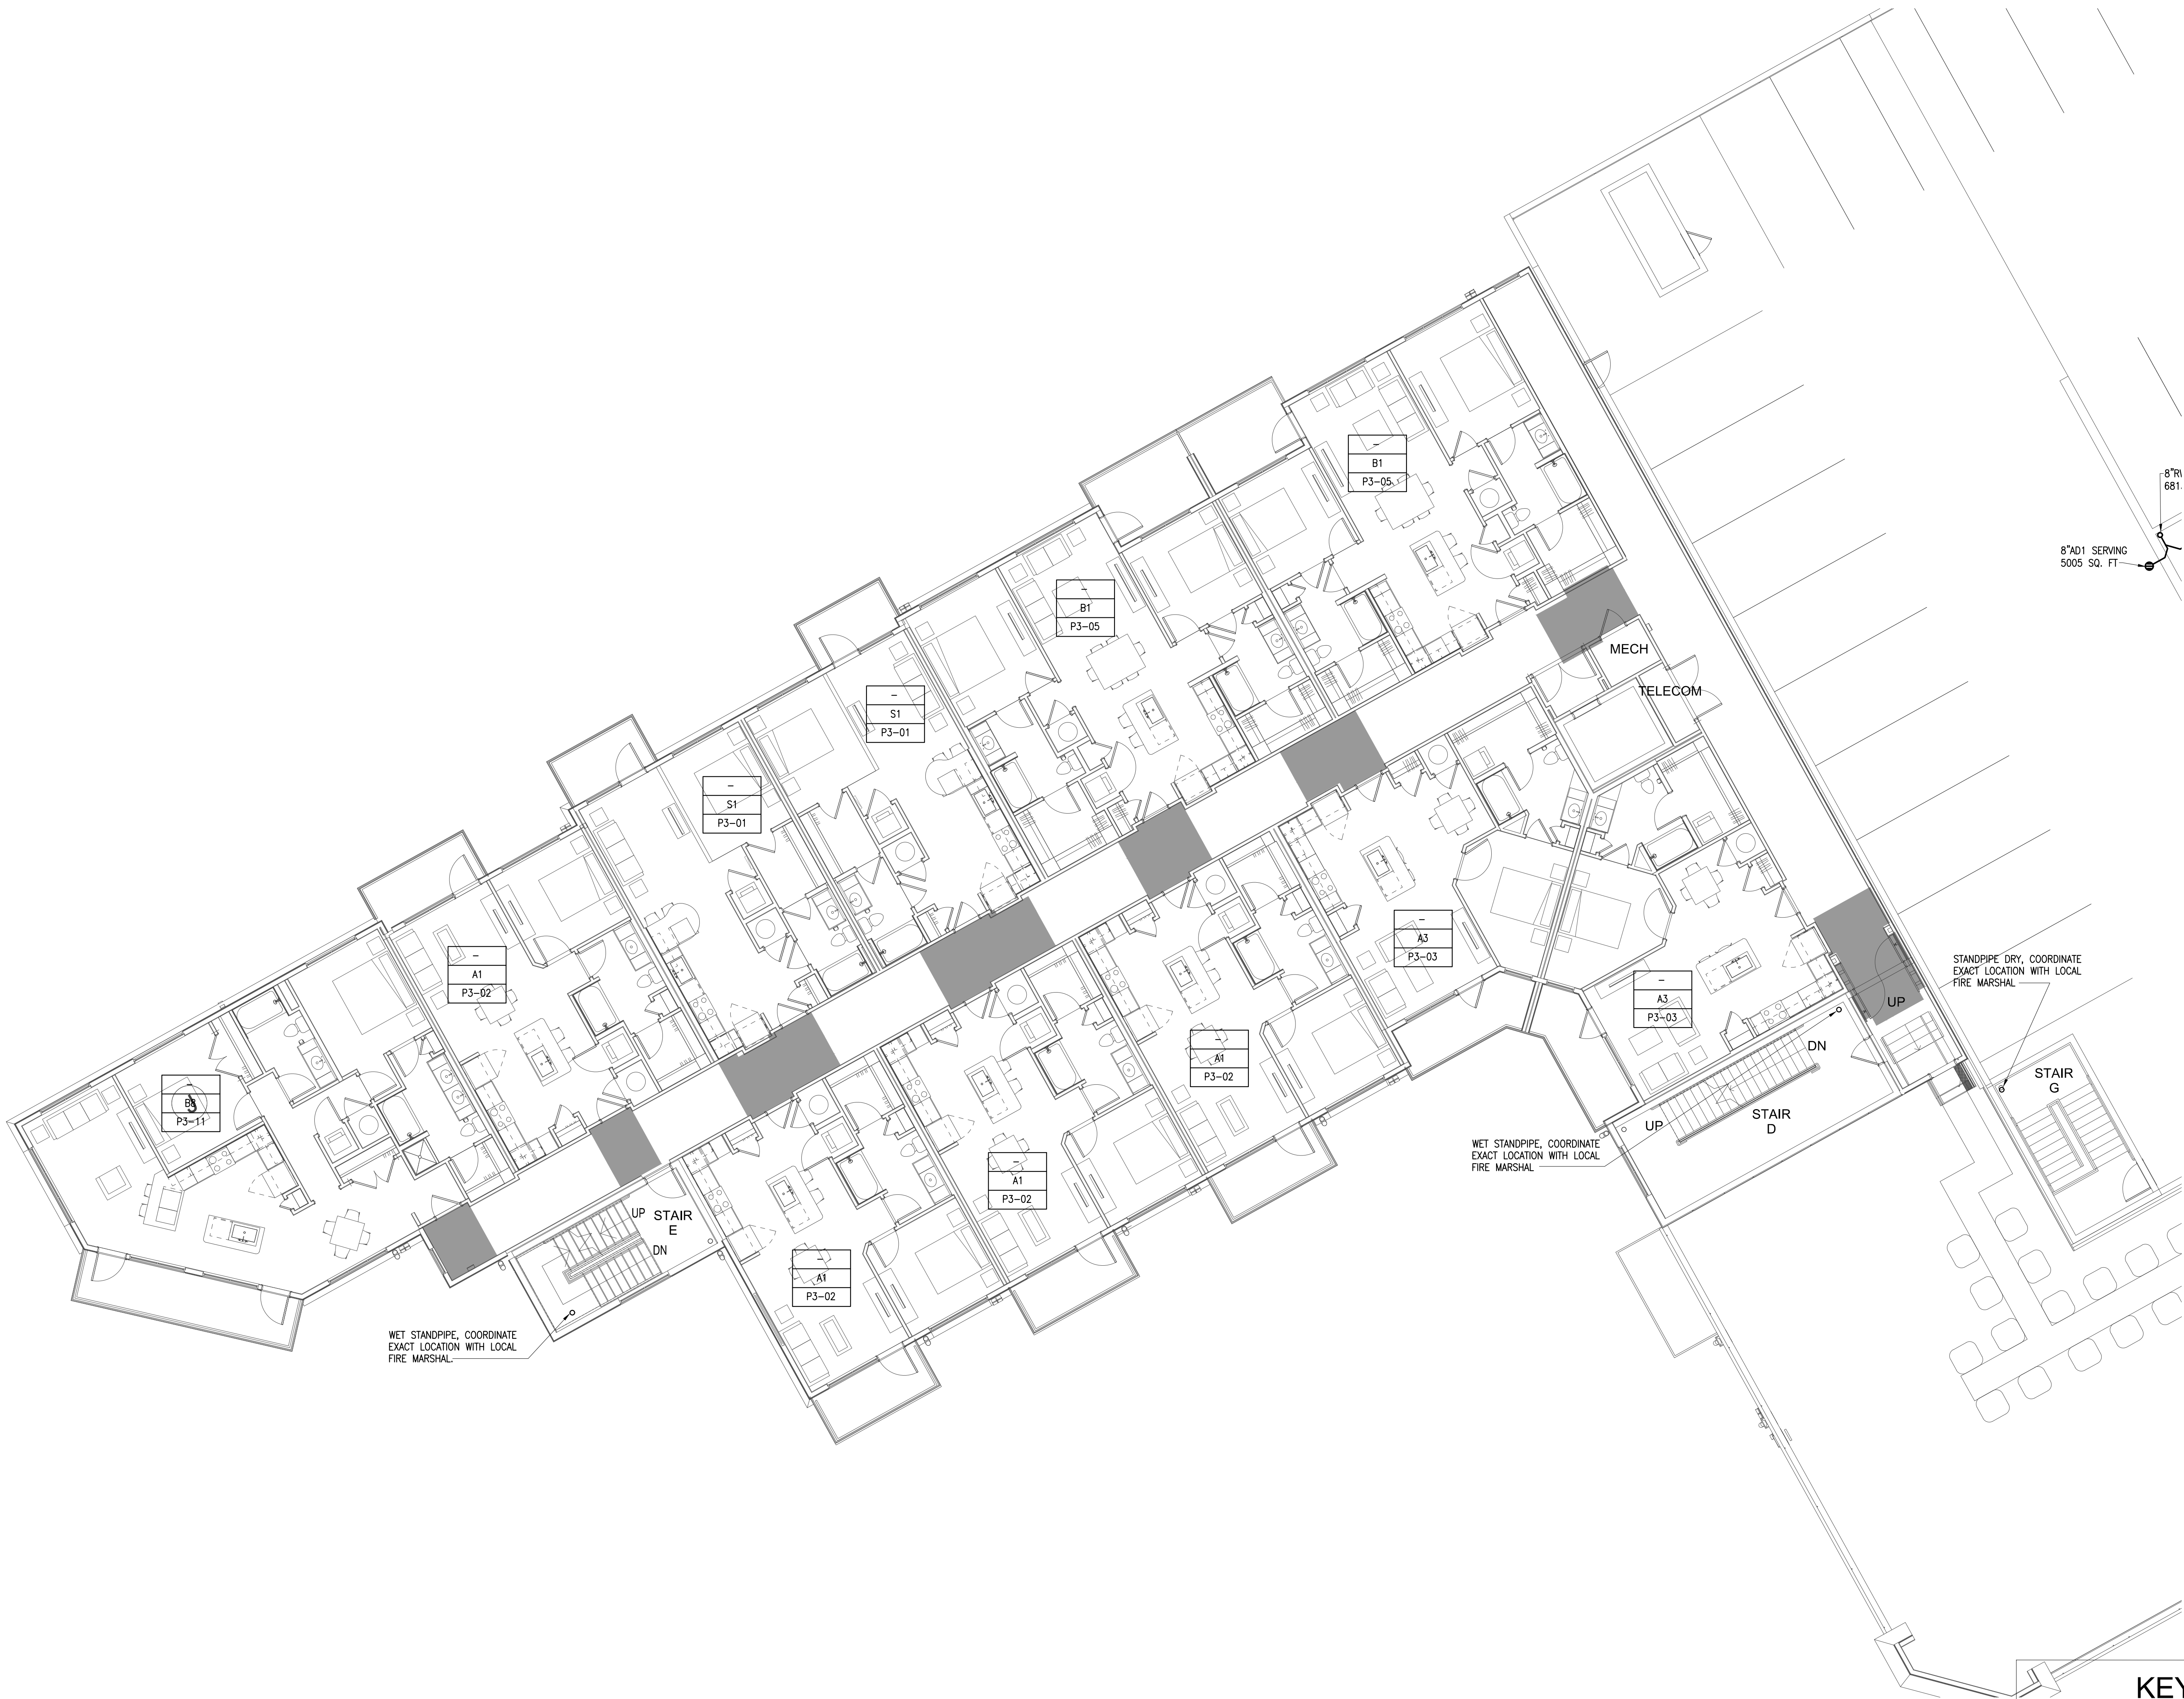 8"AD1 SERVING
5005 SQ. FT
–
B1
P3-05
–
B1
P3-05
MECH
TELECOM
–
S1
P3-01
–
S1
P3-01
–
A1
P3-02
–
A3
P3-03
–
A3
P3-03
UP
STANDPIPE DRY, COORDINATE
EXACT LOCATION WITH LOCAL
FIRE MARSHAL
–
A1
P3-02
DN
STAIR
G
STAIR
D
UP
WET STANDPIPE, COORDINATE
EXACT LOCATION WITH LOCAL
FIRE MARSHAL
P3-11
–
A1
P3-02
UP
STAIR
E
DN
–
A1
P3-02
WET STANDPIPE, COORDINATE
EXACT LOCATION WITH LOCAL
FIRE MARSHAL.